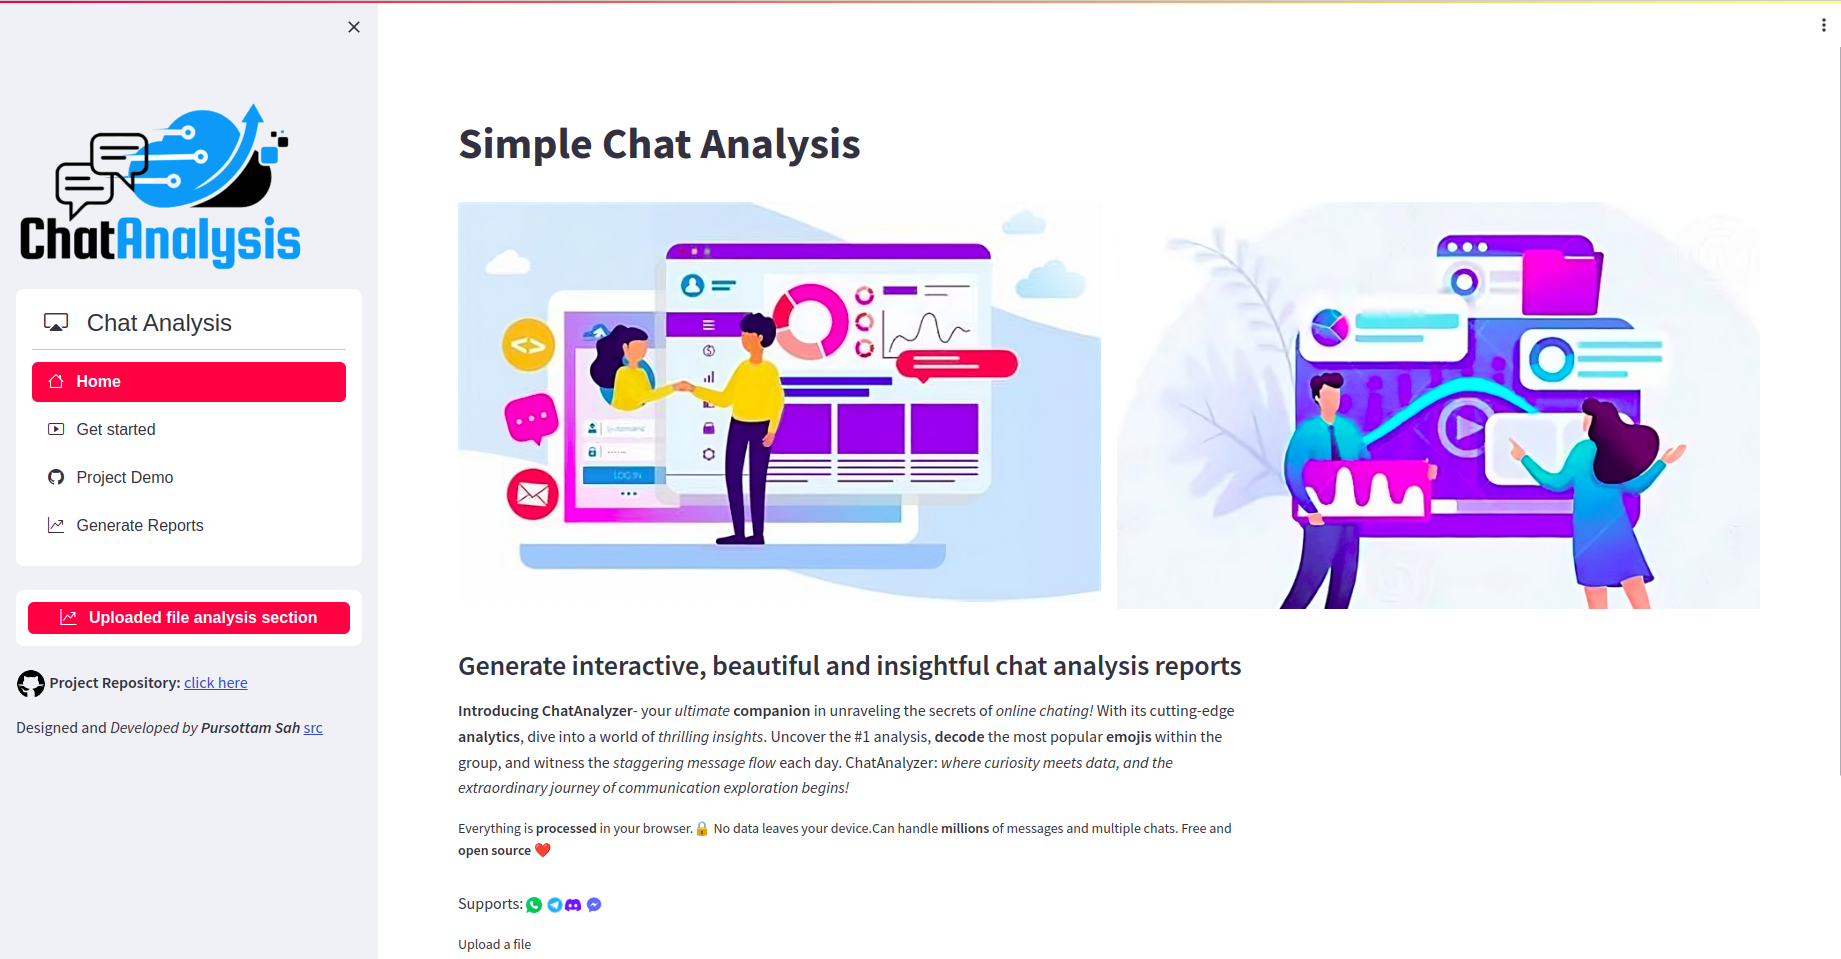 ChatAnalysis
Chat Analysis
Home
Get started
Project Demo
Generate Reports
Uploaded file analysis section
Project Repository: click here
Designed and Developed by Pursottam Sah src
Simple Chat Analysis
LOG IN
Generate interactive, beautiful and insightful chat analysis reports
Introducing ChatAnalyzer- your ultimate companion in unraveling the secrets of online chating! With its cutting-edge
analytics, dive into a world of thrilling insights. Uncover the #1 analysis, decode the most popular emojis within the
group, and witness the staggering message flow each day. ChatAnalyzer: where curiosity meets data, and the
extraordinary journey of communication exploration begins!
Everything is processed in your browser.🔒 No data leaves your device.Can handle millions of messages and multiple chats. Free and
open source ❤️
Supports:
Upload a file